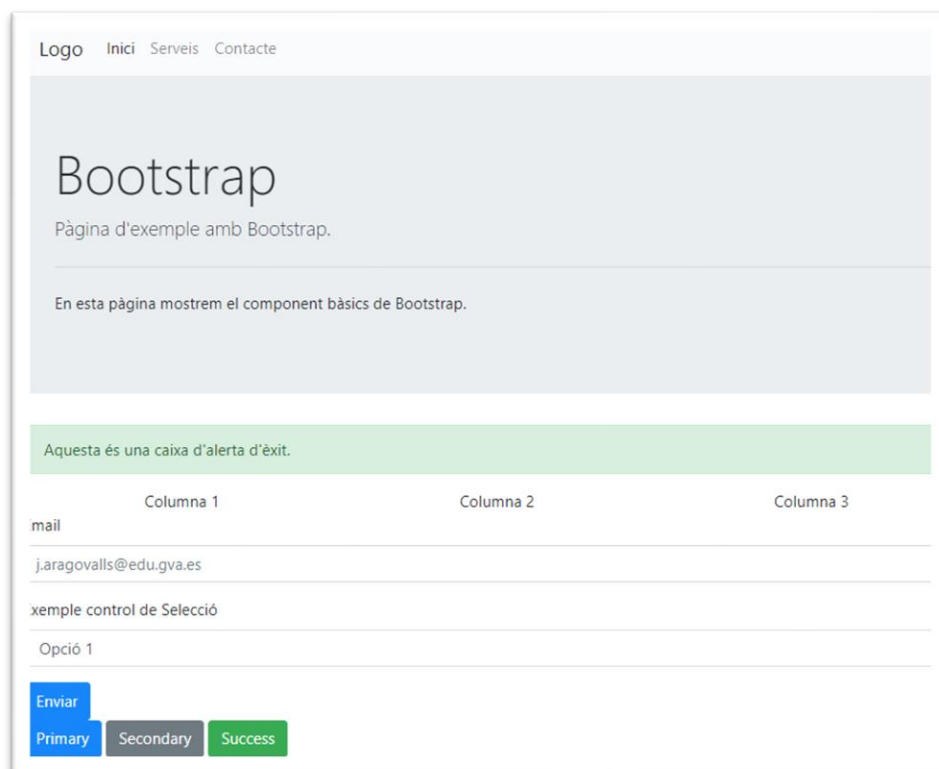 Logo Inici Serveis Contacte
Bootstrap
Pàgina d'exemple amb Bootstrap.
En esta pàgina mostrem el component bàsics de Bootstrap.
Aquesta és una caixa d'alerta d'èxit.
Columna 1 Columna 2 Columna 3
mail
j.aragovalls@edu.gva.es
xemple control de Selecció
Opció 1
Enviar
Primary Secondary Success